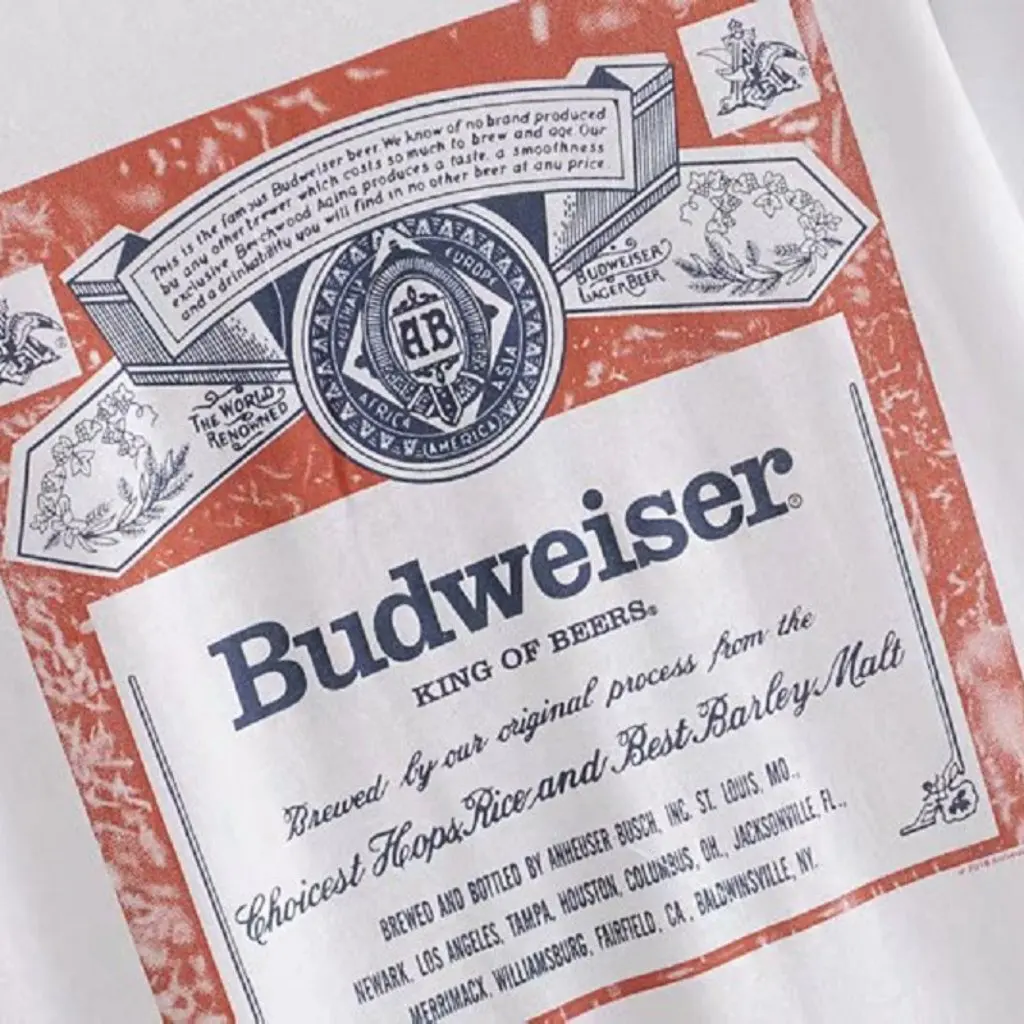 This is the famous Budweiser beer. We know of no brand produced
by any other brewer which costs so much to brew and age. Our
exclusive Beechwood Aging produces a taste, a smoothness
and a drinkability you will find in no other beer at any price.
EUROPE
ASIA
AMERICA
AFRICA
AB
BUDWEISER
LAGER BEER
THE WORLD
RENOWNED
Budweiser®
KING OF BEERS®
Brewed by our original process from the
Choicest Hops, Rice and Best Barley Malt
BREWED AND BOTTLED BY ANHEUSER BUSCH, INC. ST. LOUIS, MO.,
NEWARK, LOS ANGELES, TAMPA, HOUSTON, COLUMBUS, OH., JACKSONVILLE, FL.,
MERRIMACK, WILLIAMSBURG, FAIRFIELD, CA., BALDWINSVILLE, NY.